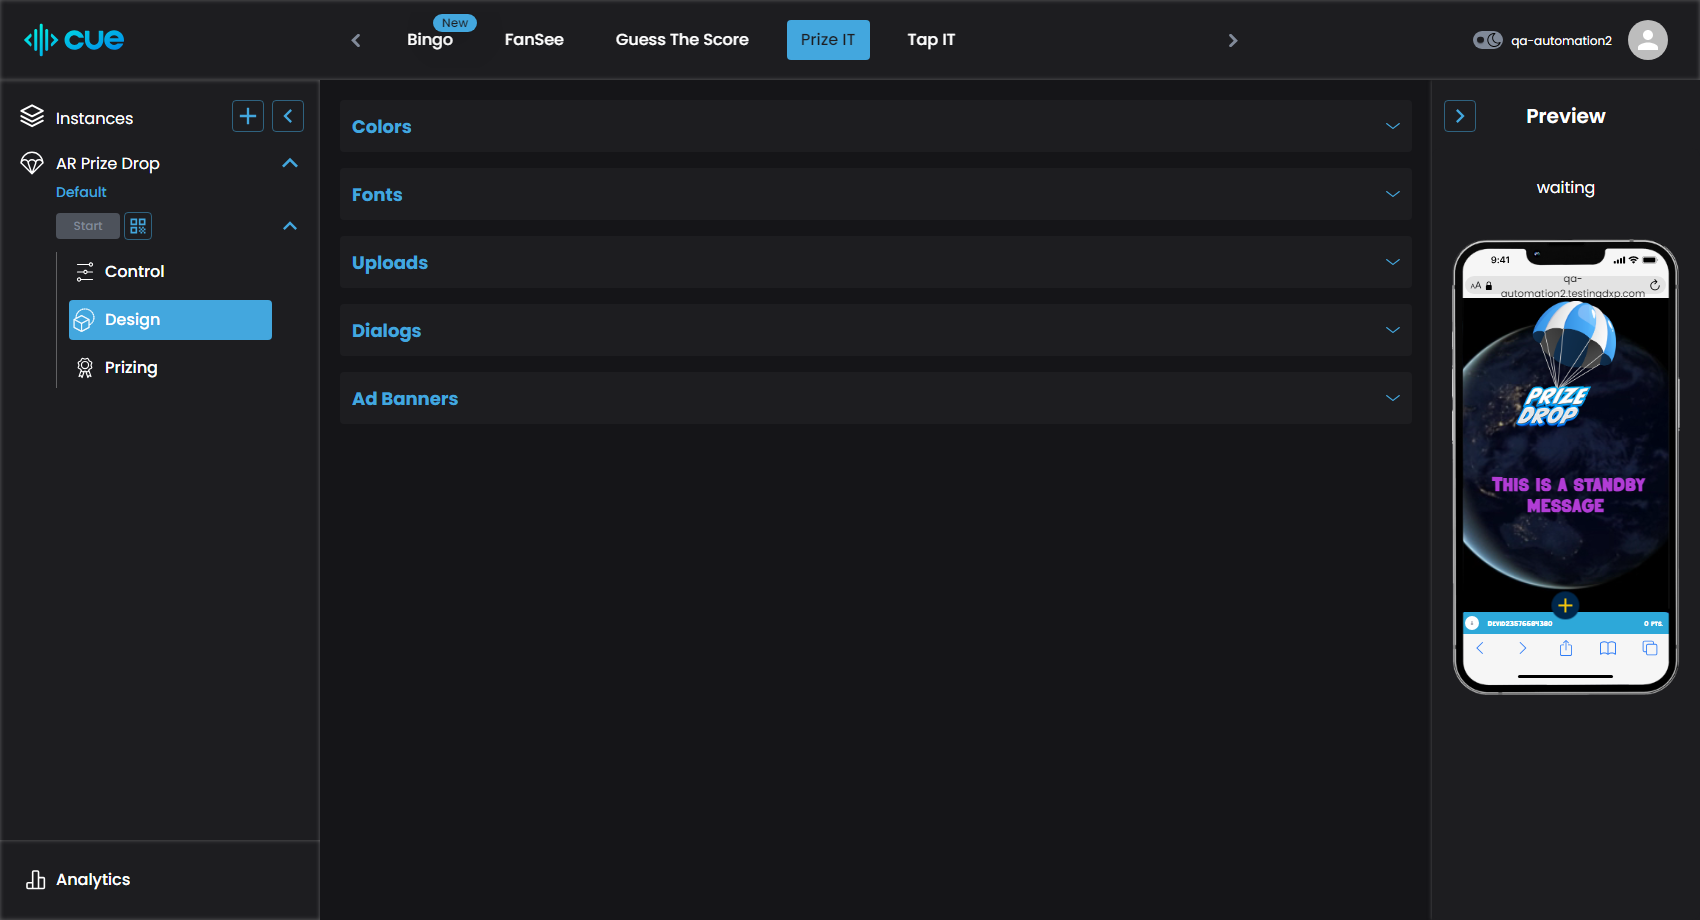 cue
New
Bingo
FanSee
Guess The Score
Prize IT
Tap IT
qa-automation2
Instances
AR Prize Drop
Default
Start
Control
Design
Prizing
Analytics
Colors
Fonts
Uploads
Dialogs
Ad Banners
Preview
waiting
9:41
AA
qa-
automation2.testingdxp.com
PRIZE
DROP
THIS IS A STANDBY
MESSAGE
0 PTS.